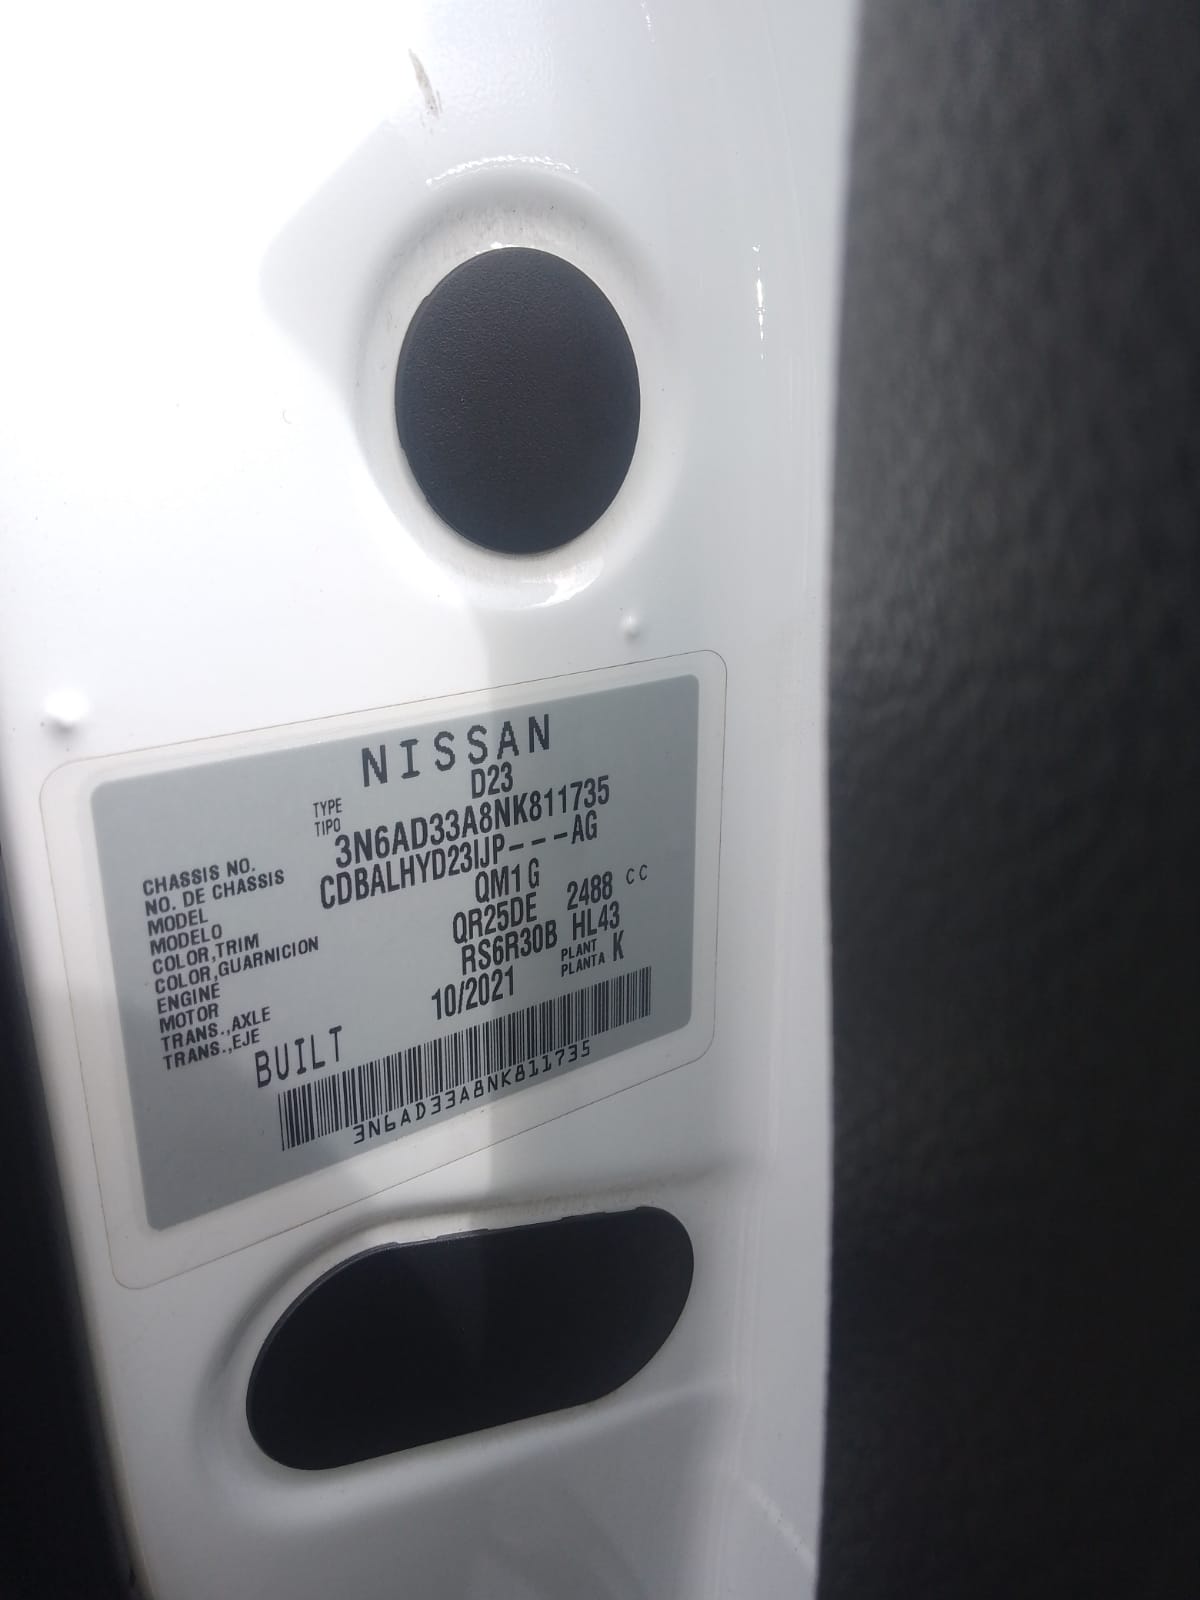 NISSAN
TYPE
TIPO
D23
CHASSIS NO.
NO. DE CHASSIS
3N6AD33A8NK811735
MODEL
MODELO
CDBALHYD23IJP---AG
COLOR,TRIM
COLOR,GUARNICION
QM1 G
ENGINE
MOTOR
QR25DE 2488 CC
TRANS.,AXLE
TRANS.,EJE
RS6R30B HL43
BUILT 10/2021
PLANT
PLANTA
K
3N6AD33A8NK811735